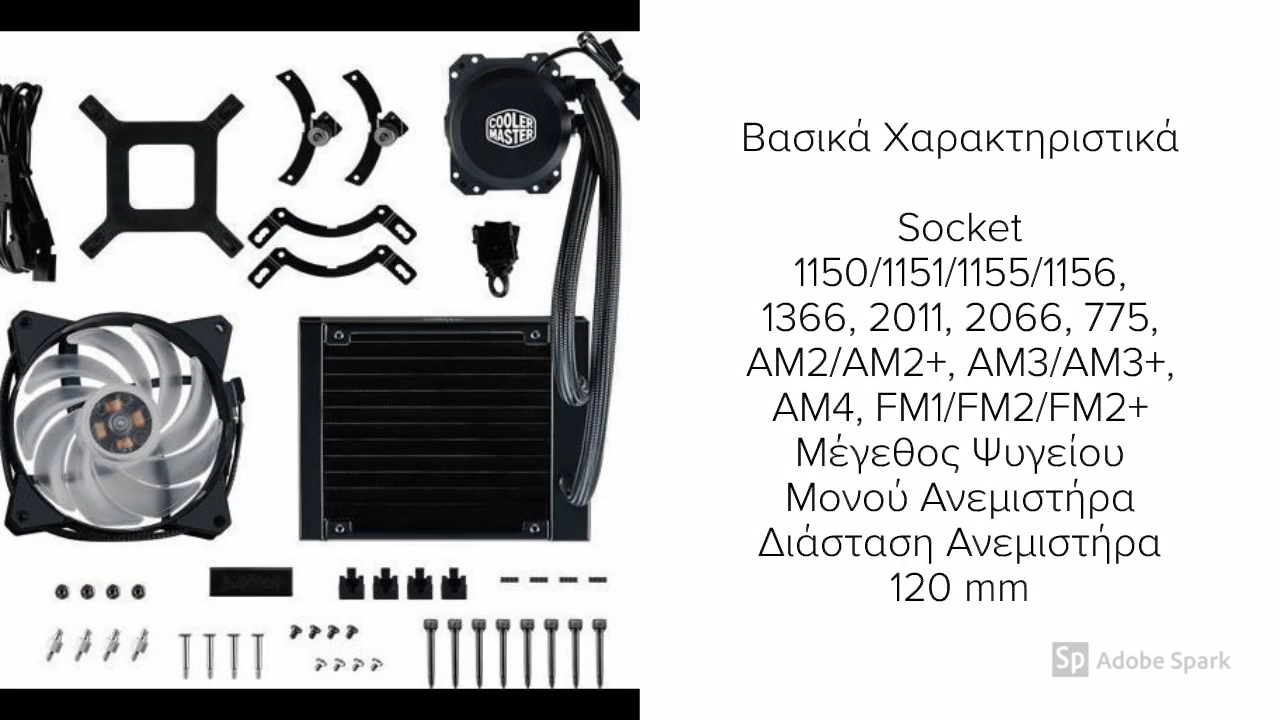 COOLER
MASTER
Βασικά Χαρακτηριστικά
Socket
1150/1151/1155/1156,
1366, 2011, 2066, 775,
AM2/AM2+, AM3/AM3+,
AM4, FM1/FM2/FM2+
Μέγεθος Ψυγείου
Μονού Ανεμιστήρα
Διάσταση Ανεμιστήρα
120 mm
Sp Adobe Spark